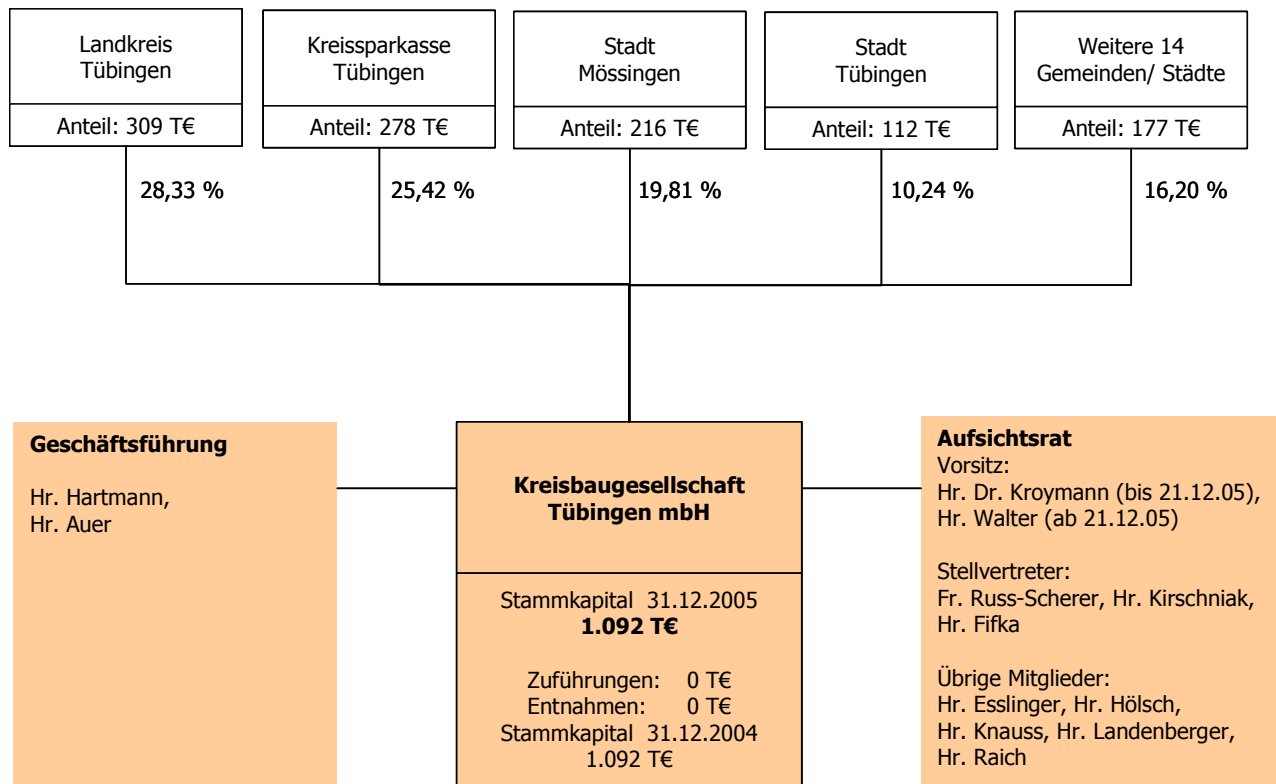 Landkreis
Tübingen
Anteil: 309 T€
28,33 %
Kreissparkasse
Tübingen
Anteil: 278 T€
25,42 %
Stadt
Mössingen
Anteil: 216 T€
19,81 %
Stadt
Tübingen
Anteil: 112 T€
10,24 %
Weitere 14
Gemeinden/ Städte
Anteil: 177 T€
16,20 %
Geschäftsführung
Hr. Hartmann,
Hr. Auer
Kreisbaugesellschaft
Tübingen mbH
Stammkapital 31.12.2005
1.092 T€
Zuführungen: 0 T€
Entnahmen: 0 T€
Stammkapital 31.12.2004
1.092 T€
Aufsichtsrat
Vorsitz:
Hr. Dr. Kroymann (bis 21.12.05),
Hr. Walter (ab 21.12.05)
Stellvertreter:
Fr. Russ-Scherer, Hr. Kirschniak,
Hr. Fifka
Übrige Mitglieder:
Hr. Esslinger, Hr. Hölsch,
Hr. Knauss, Hr. Landenberger,
Hr. Raich